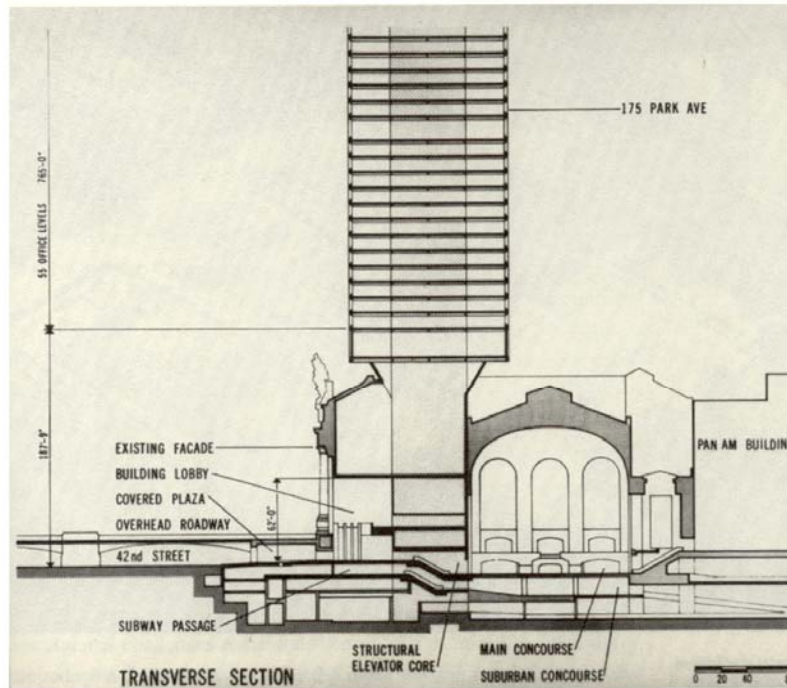 175 PARK AVE
55 OFFICE LEVELS 765'-0"
187'-9"
EXISTING FACADE
BUILDING LOBBY
COVERED PLAZA
OVERHEAD ROADWAY
42nd STREET
62'-0"
PAN AM BUILDIN
SUBWAY PASSAGE
STRUCTURAL
ELEVATOR CORE
MAIN CONCOURSE
SUBURBAN CONCOURSE
TRANSVERSE SECTION
0 20 40